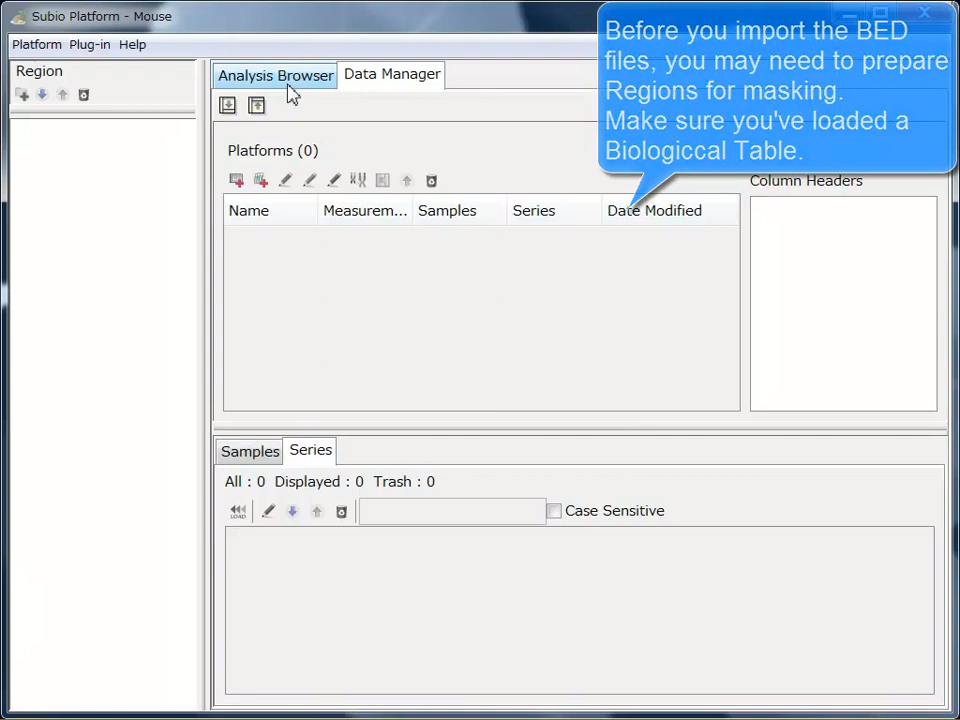 Subio Platform - Mouse
Before you import the BED
files, you may need to prepare
Regions for masking.
Make sure you've loaded a
Biologiccal Table.
Platform Plug-in Help
Region
Analysis Browser Data Manager
Platforms (0)
Column Headers
Name Measurem... Samples Series Date Modified
Samples Series
All : 0 Displayed : 0 Trash : 0
LOAD
Case Sensitive